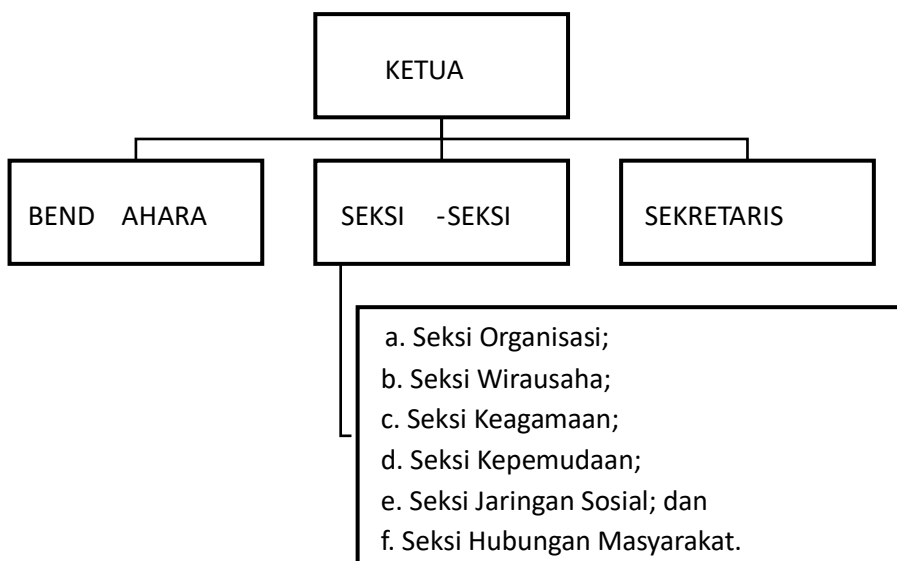 KETUA
BEND AHARA
SEKSI -SEKSI
SEKRETARIS
a. Seksi Organisasi;
b. Seksi Wirausaha;
c. Seksi Keagamaan;
d. Seksi Kepemudaan;
e. Seksi Jaringan Sosial; dan
f. Seksi Hubungan Masyarakat.